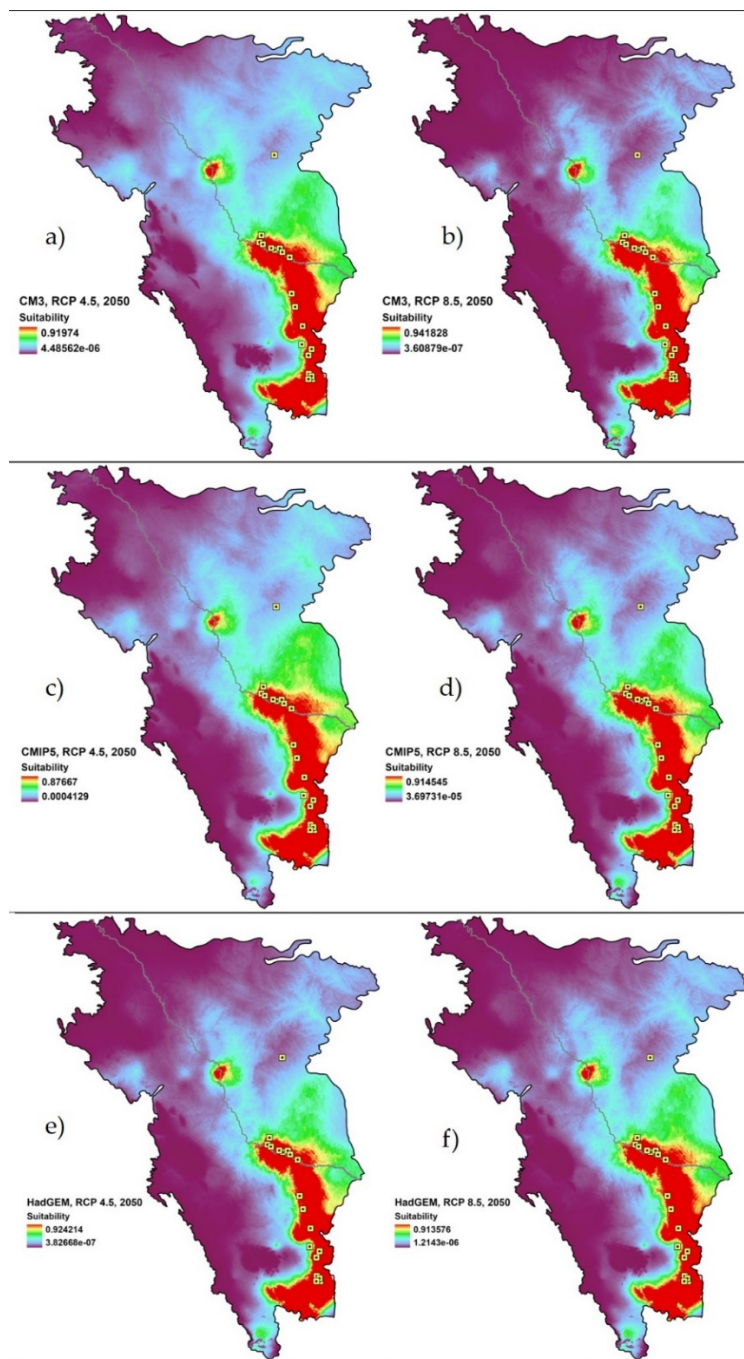 a)
CM3, RCP 4.5, 2050
Suitability
0.91974
4.48562e-06
b)
CM3, RCP 8.5, 2050
Suitability
0.941828
3.60879e-07
c)
CMIP5, RCP 4.5, 2050
Suitability
0.87667
0.0004129
d)
CMIP5, RCP 8.5, 2050
Suitability
0.914545
3.69731e-05
e)
HadGEM, RCP 4.5, 2050
Suitability
0.924214
3.82668e-07
f)
HadGEM, RCP 8.5, 2050
Suitability
0.913576
1.2143e-06